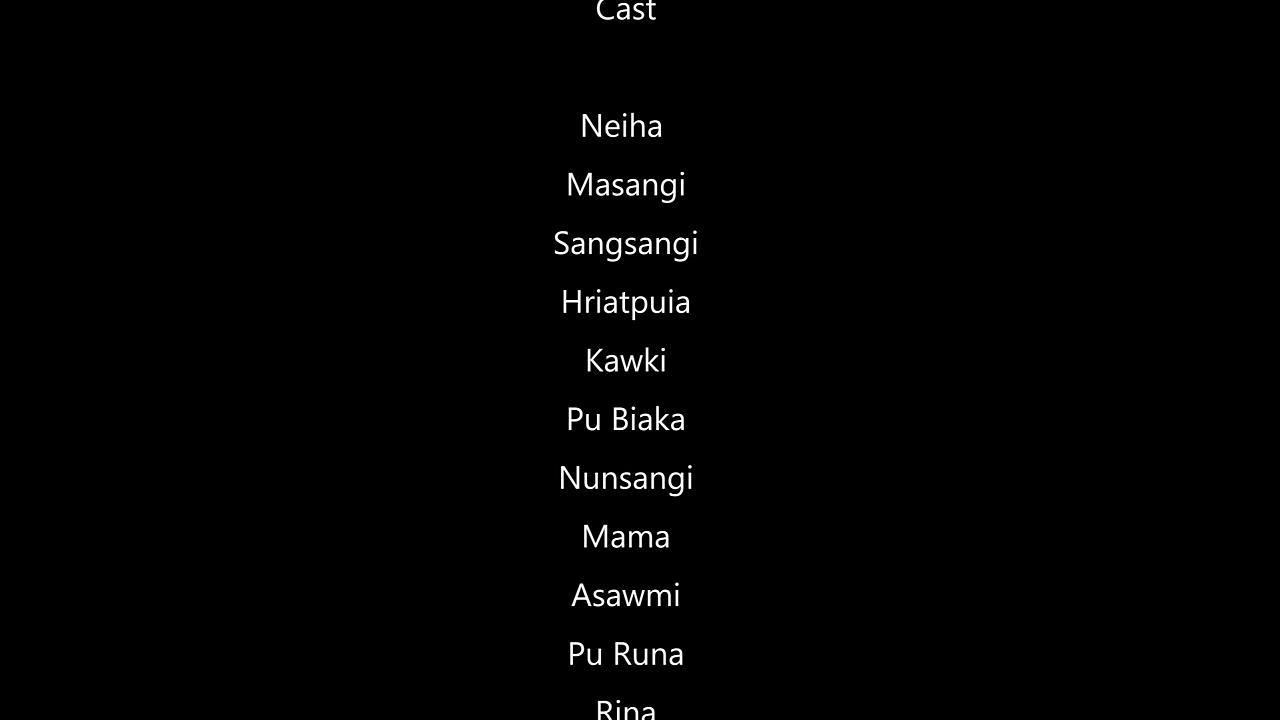 Cast
Neiha
Masangi
Sangsangi
Hriatpuia
Kawki
Pu Biaka
Nunsangi
Mama
Asawmi
Pu Runa
Rina